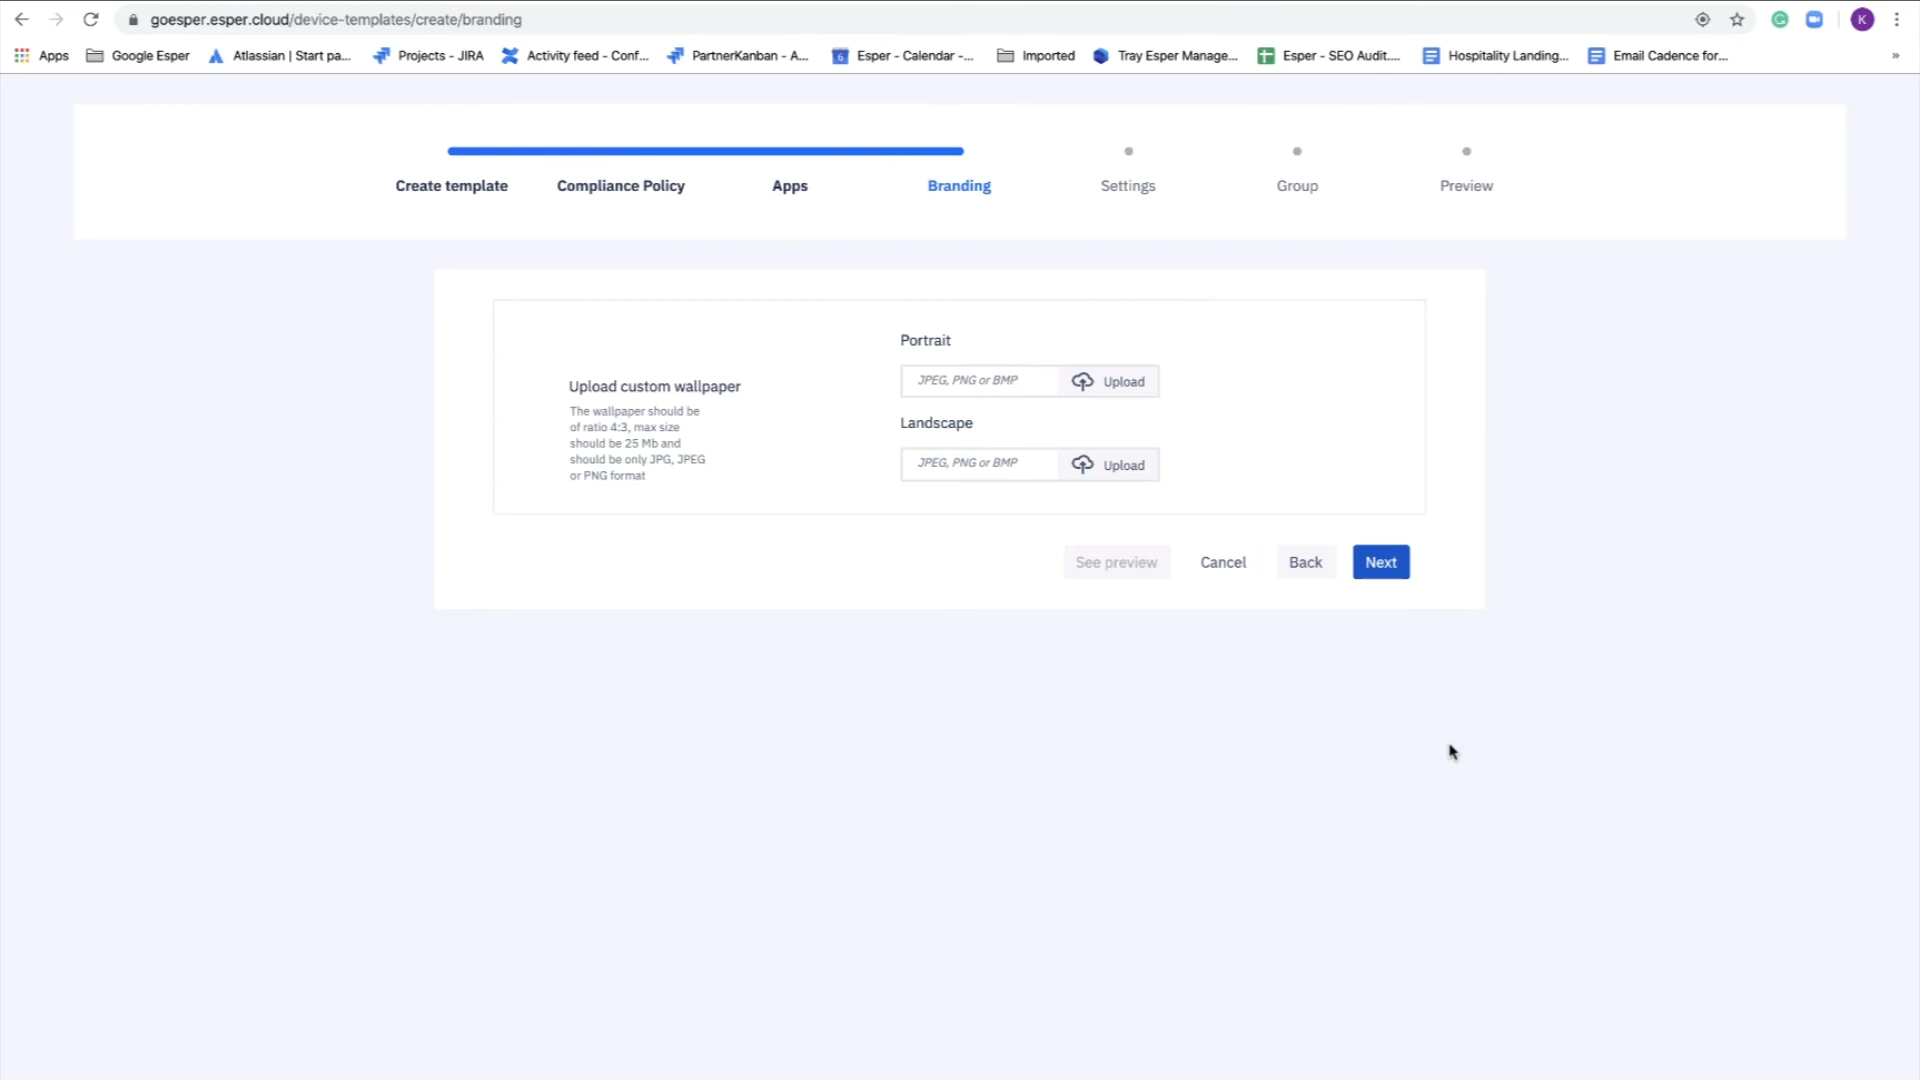 goesper.esper.cloud/device-templates/create/branding
K
Apps Google Esper Atlassian | Start pa... Projects - JIRA Activity feed - Conf... PartnerKanban - A... 6 Esper - Calendar -... Imported Tray Esper Manage... Esper - SEO Audit.... Hospitality Landing... Email Cadence for... »
Create template Compliance Policy Apps Branding Settings Group Preview
Upload custom wallpaper
The wallpaper should be
of ratio 4:3, max size
should be 25 Mb and
should be only JPG, JPEG
or PNG format
Portrait
JPEG, PNG or BMP Upload
Landscape
JPEG, PNG or BMP Upload
See preview Cancel Back Next